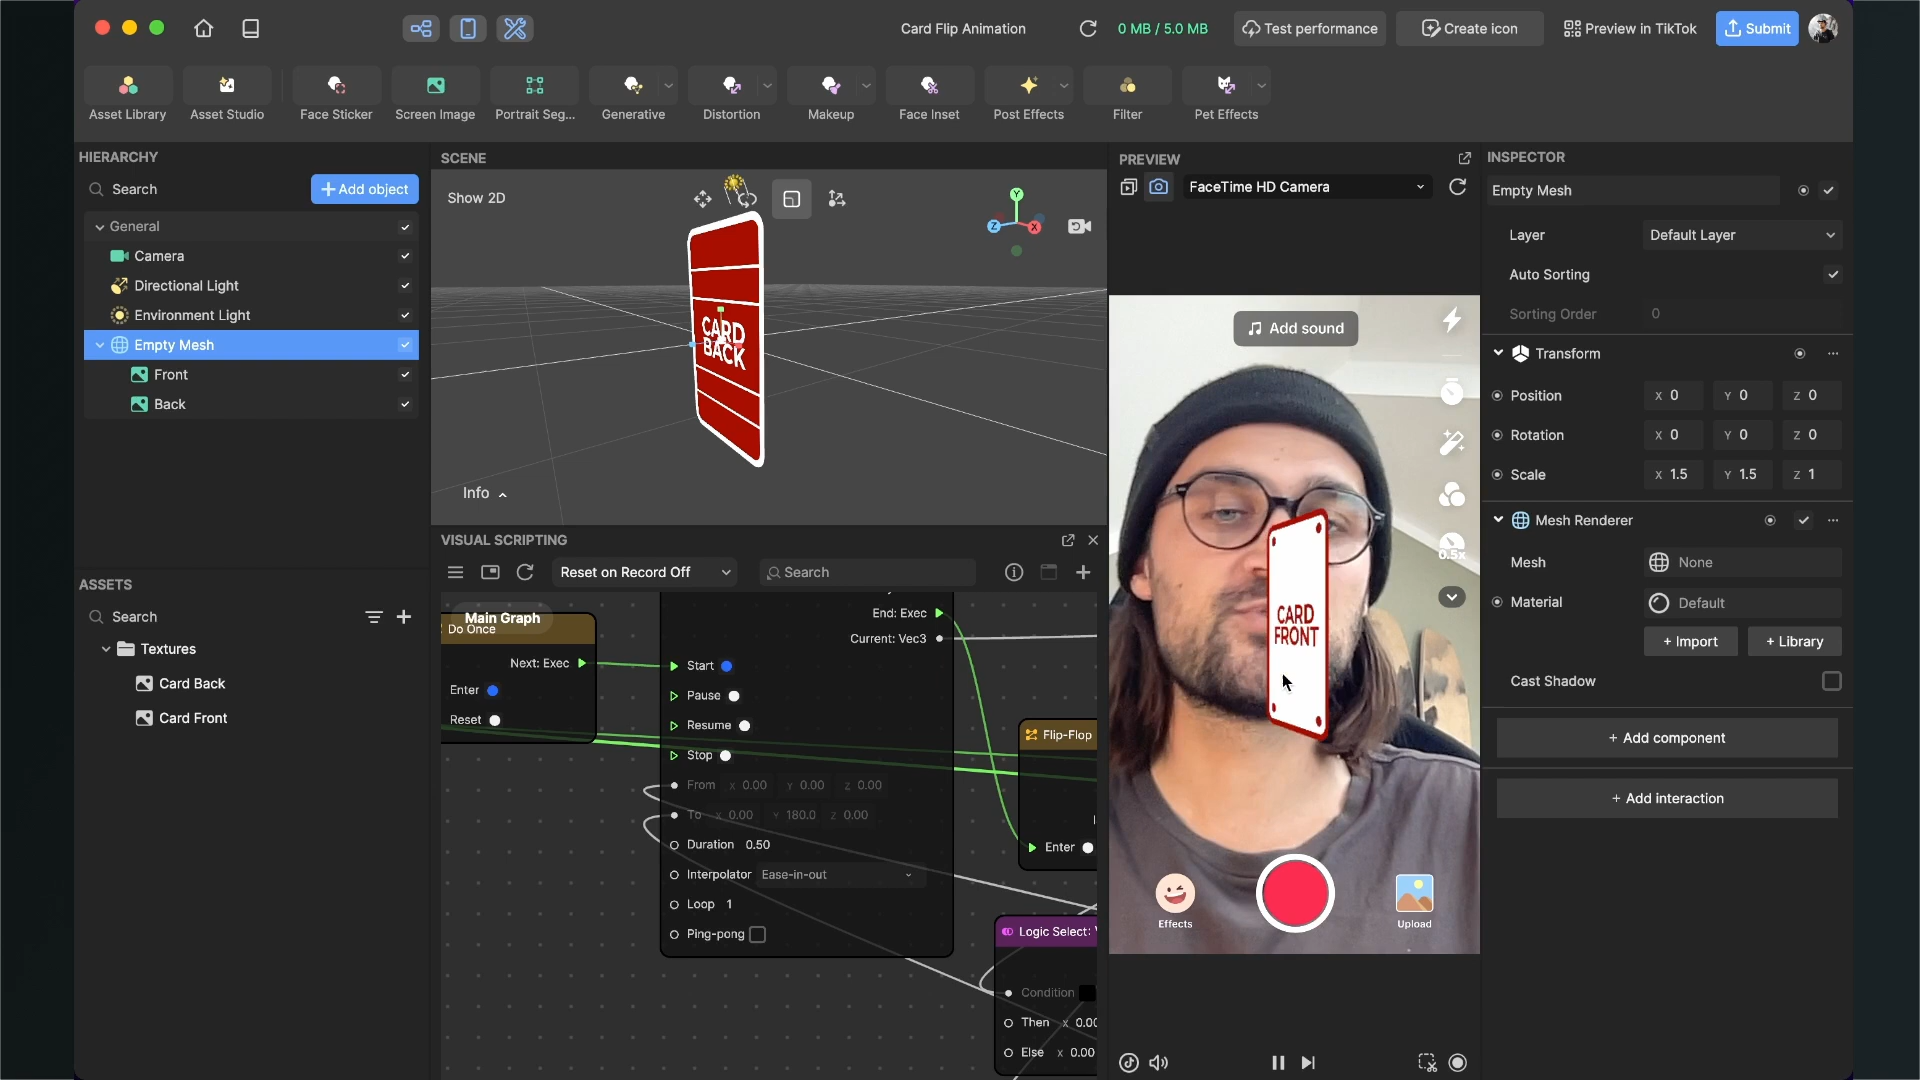 Card Flip Animation
0 MB / 5.0 MB
Test performance
Create icon
Preview in TikTok
Submit
Asset Library
Asset Studio
Face Sticker
Screen Image
Portrait Seg...
Generative
Distortion
Makeup
Face Inset
Post Effects
Filter
Pet Effects
HIERARCHY
Search
Add object
General
Camera
Directional Light
Environment Light
Empty Mesh
Front
Back
ASSETS
Search
Textures
Card Back
Card Front
SCENE
Show 2D
Y
Z
X
CARD
BACK
Info
VISUAL SCRIPTING
Reset on Record Off
Search
Main Graph
Do Once
Next: Exec
Enter
Reset
End: Exec
Current: Vec3
Start
Pause
Resume
Stop
From X 0.00 Y 0.00 Z 0.00
To X 0.00 Y 180.0 Z 0.00
Duration 0.50
Interpolator Ease-in-out
Loop 1
Ping-pong
Flip-Flop
Enter
Logic Select:
Condition
Then X 0.00
Else X 0.00
PREVIEW
FaceTime HD Camera
Add sound
0.5x
CARD
FRONT
Effects
Upload
INSPECTOR
Empty Mesh
Layer Default Layer
Auto Sorting
Sorting Order 0
Transform
Position X 0 Y 0 Z 0
Rotation X 0 Y 0 Z 0
Scale X 1.5 Y 1.5 Z 1
Mesh Renderer
Mesh None
Material Default
+ Import
+ Library
Cast Shadow
+ Add component
+ Add interaction